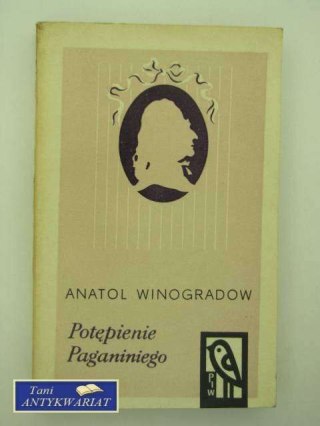 ANATOL WINOGRADOW
Potępienie
Paganiniego
PIW
Tani
ANTYKWARIAT